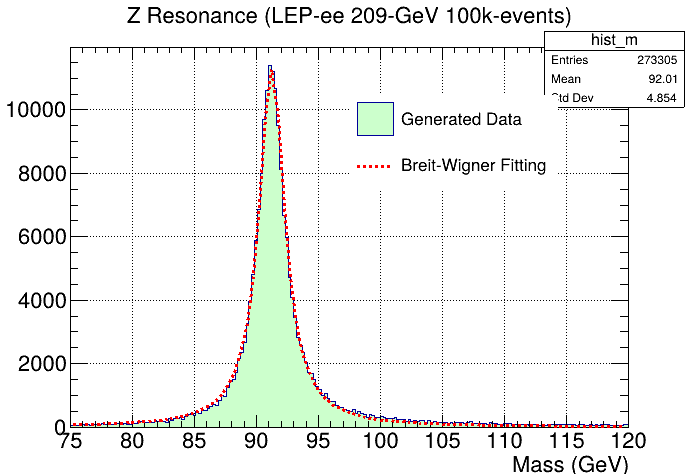 Z Resonance (LEP-ee 209-GeV 100k-events)
hist_m
Entries 273305
Mean 92.01
Std Dev 4.854
Generated Data
Breit-Wigner Fitting
10000
8000
6000
4000
2000
0
75 80 85 90 95 100 105 110 115 120
Mass (GeV)